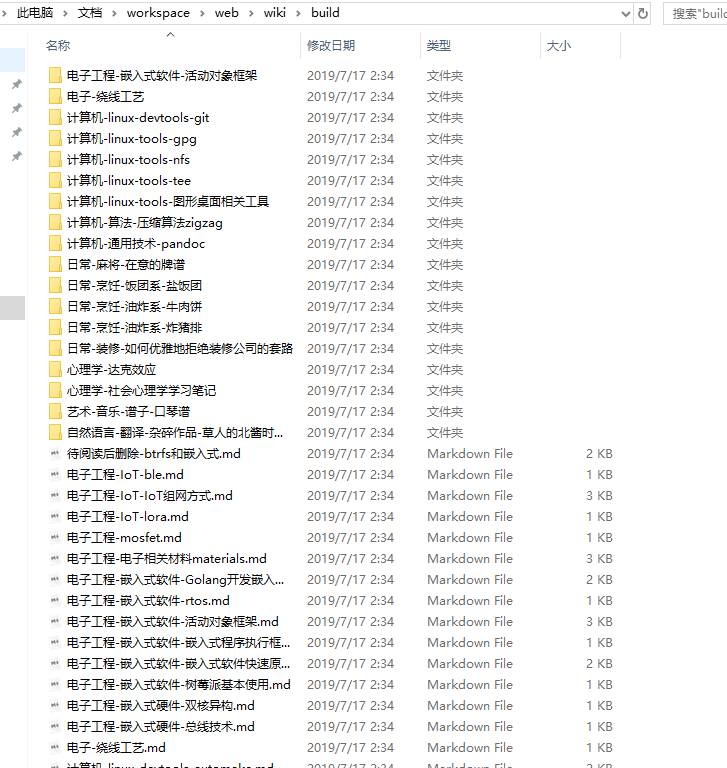 此电脑 > 文档 > workspace > web > wiki > build 搜索"build
名称 修改日期 类型 大小
电子工程-嵌入式软件-活动对象框架 2019/7/17 2:34 文件夹
电子-绕线工艺 2019/7/17 2:34 文件夹
计算机-linux-devtools-git 2019/7/17 2:34 文件夹
计算机-linux-tools-gpg 2019/7/17 2:34 文件夹
计算机-linux-tools-nfs 2019/7/17 2:34 文件夹
计算机-linux-tools-tee 2019/7/17 2:34 文件夹
计算机-linux-tools-图形桌面相关工具 2019/7/17 2:34 文件夹
计算机-算法-压缩算法zigzag 2019/7/17 2:34 文件夹
计算机-通用技术-pandoc 2019/7/17 2:34 文件夹
日常-麻将-在意的牌谱 2019/7/17 2:34 文件夹
日常-烹饪-饭团系-盐饭团 2019/7/17 2:34 文件夹
日常-烹饪-油炸系-牛肉饼 2019/7/17 2:34 文件夹
日常-烹饪-油炸系-炸猪排 2019/7/17 2:34 文件夹
日常-装修-如何优雅地拒绝装修公司的套路 2019/7/17 2:34 文件夹
心理学-达克效应 2019/7/17 2:34 文件夹
心理学-社会心理学学习笔记 2019/7/17 2:34 文件夹
艺术-音乐-谱子-口琴谱 2019/7/17 2:34 文件夹
自然语言-翻译-杂碎作品-草人的北酱时... 2019/7/17 2:34 文件夹
待阅读后删除-btrfs和嵌入式.md 2019/7/17 2:34 Markdown File 2 KB
电子工程-IoT-ble.md 2019/7/17 2:34 Markdown File 1 KB
电子工程-IoT-IoT组网方式.md 2019/7/17 2:34 Markdown File 3 KB
电子工程-IoT-lora.md 2019/7/17 2:34 Markdown File 1 KB
电子工程-mosfet.md 2019/7/17 2:34 Markdown File 1 KB
电子工程-电子相关材料materials.md 2019/7/17 2:34 Markdown File 3 KB
电子工程-嵌入式软件-Golang开发嵌入... 2019/7/17 2:34 Markdown File 2 KB
电子工程-嵌入式软件-rtos.md 2019/7/17 2:34 Markdown File 1 KB
电子工程-嵌入式软件-活动对象框架.md 2019/7/17 2:34 Markdown File 3 KB
电子工程-嵌入式软件-嵌入式程序执行框... 2019/7/17 2:34 Markdown File 1 KB
电子工程-嵌入式软件-嵌入式软件快速原... 2019/7/17 2:34 Markdown File 2 KB
电子工程-嵌入式软件-树莓派基本使用.md 2019/7/17 2:34 Markdown File 1 KB
电子工程-嵌入式硬件-双核异构.md 2019/7/17 2:34 Markdown File 1 KB
电子工程-嵌入式硬件-总线技术.md 2019/7/17 2:34 Markdown File 1 KB
电子-绕线工艺.md 2019/7/17 2:34 Markdown File 1 KB
计算机-linux-devtools-automake.md 2019/7/17 2:34 Markdown File